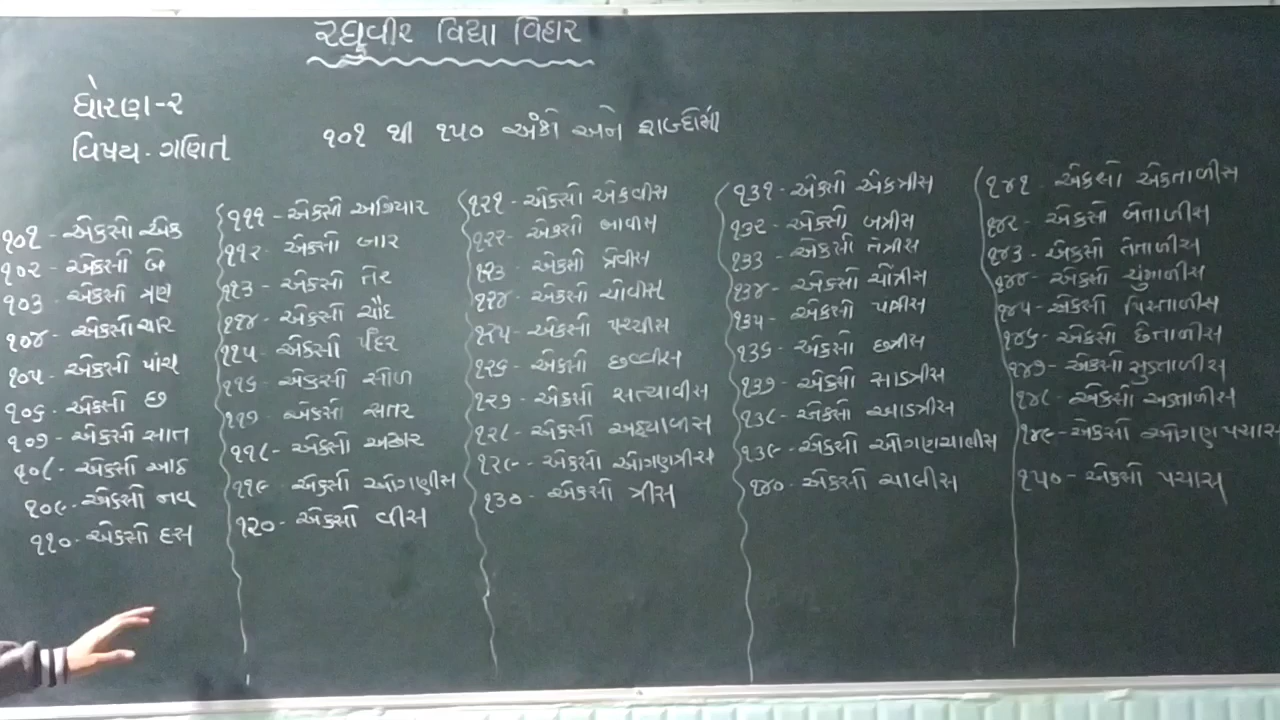 રઘુવીર વિદ્યા વિહાર
ધોરણ-૨
વિષય-ગણિત
૧૦૧ થી ૧૫૦ અંકો અને શબ્દોમાં
૧૦૧ - એકસો એક
૧૦૨ - એકસો બે
૧૦૩ - એકસો ત્રણ
૧૦૪ - એકસો ચાર
૧૦૫ - એકસો પાંચ
૧૦૬ - એકસો છ
૧૦૭ - એકસો સાત
૧૦૮ - એકસો આઠ
૧૦૯ - એકસો નવ
૧૧૦ - એકસો દસ
૧૧૧ - એકસો અગિયાર
૧૧૨ - એકસો બાર
૧૧૩ - એકસો તેર
૧૧૪ - એકસો ચૌદ
૧૧૫ - એકસો પંદર
૧૧૬ - એકસો સોળ
૧૧૭ - એકસો સતર
૧૧૮ - એકસો અઢાર
૧૧૯ - એકસો ઓગણીસ
૧૨૦ - એકસો વીસ
૧૨૧ - એકસો એકવીસ
૧૨૨ - એકસો બાવીસ
૧૨૩ - એકસો ત્રેવીસ
૧૨૪ - એકસો ચોવીસ
૧૨૫ - એકસો પચ્ચીસ
૧૨૬ - એકસો છવ્વીસ
૧૨૭ - એકસો સત્યાવીસ
૧૨૮ - એકસો અઠ્યાવીસ
૧૨૯ - એકસો ઓગણત્રીસ
૧૩૦ - એકસો ત્રીસ
૧૩૧ - એકસો એકત્રીસ
૧૩૨ - એકસો બત્રીસ
૧૩૩ - એકસો તેત્રીસ
૧૩૪ - એકસો ચોંત્રીસ
૧૩૫ - એકસો પાંત્રીસ
૧૩૬ - એકસો છત્રીસ
૧૩૭ - એકસો સાડત્રીસ
૧૩૮ - એકસો આડત્રીસ
૧૩૯ - એકસો ઓગણચાલીસ
૧૪૦ - એકસો ચાલીસ
૧૪૧ - એકસો એકતાળીસ
૧૪૨ - એકસો બેતાળીસ
૧૪૩ - એકસો તેતાળીસ
૧૪૪ - એકસો ચુંમાળીસ
૧૪૫ - એકસો પિસ્તાળીસ
૧૪૬ - એકસો છેતાળીસ
૧૪૭ - એકસો સુડતાળીસ
૧૪૮ - એકસો અડતાળીસ
૧૪૯ - એકસો ઓગણપચાસ
૧૫૦ - એકસો પચાસ